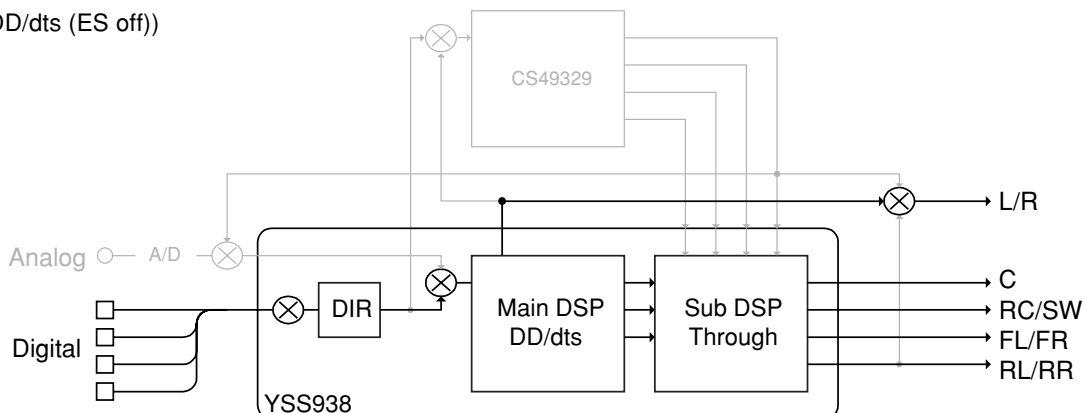 DD/dts (ES off))
CS49329
L/R
Analog
A/D
C
DIR
Main DSP
DD/dts
Sub DSP
Through
RC/SW
Digital
FL/FR
RL/RR
YSS938